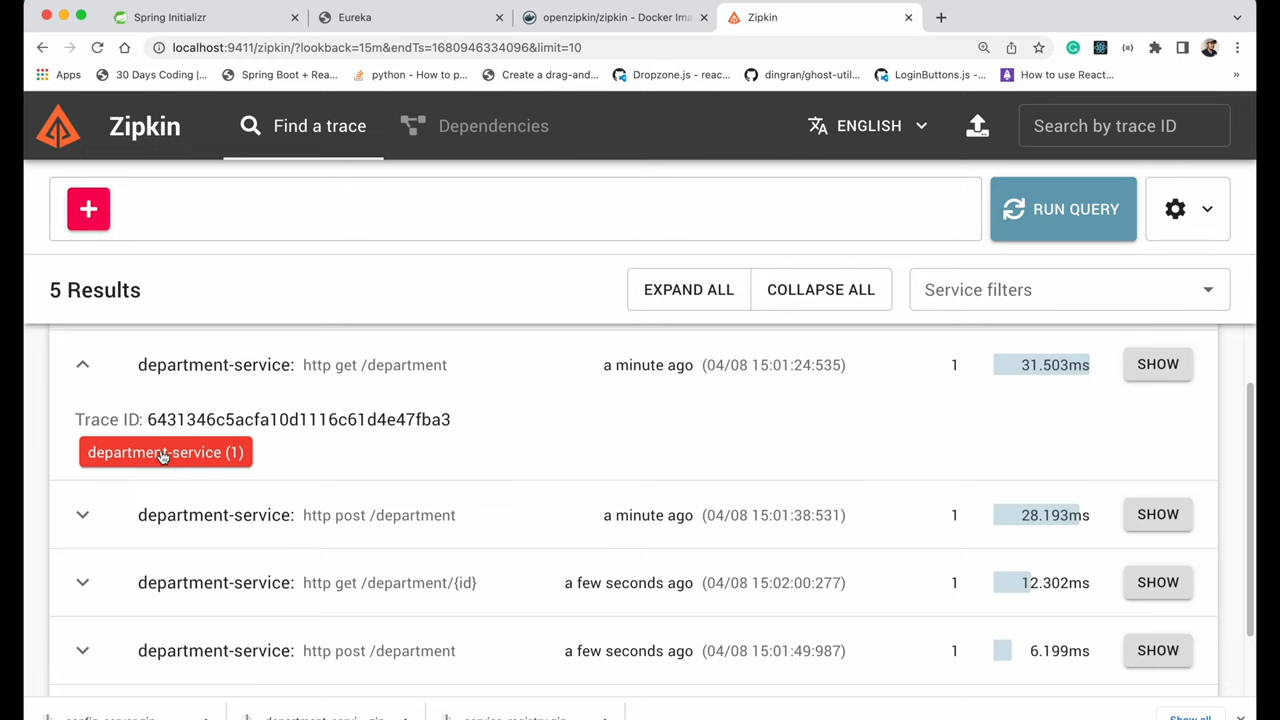 Spring Initializr
Eureka
openzipkin/zipkin - Docker Ima
Zipkin
localhost:9411/zipkin/?lookback=15m&endTs=1680946334096&limit=10
Apps
30 Days Coding |...
Spring Boot + Rea...
python - How to p...
Create a drag-and...
Dropzone.js - reac...
dingran/ghost-util...
LoginButtons.js -...
How to use React...
»
Zipkin
Find a trace
Dependencies
ENGLISH
Search by trace ID
RUN QUERY
5 Results
EXPAND ALL
COLLAPSE ALL
Service filters
department-service: http get /department a minute ago (04/08 15:01:24:535) 1 31.503ms SHOW
Trace ID: 6431346c5acfa10d1116c61d4e47fba3
department-service (1)
department-service: http post /department a minute ago (04/08 15:01:38:531) 1 28.193ms SHOW
department-service: http get /department/{id} a few seconds ago (04/08 15:02:00:277) 1 12.302ms SHOW
department-service: http post /department a few seconds ago (04/08 15:01:49:987) 1 6.199ms SHOW
Show all